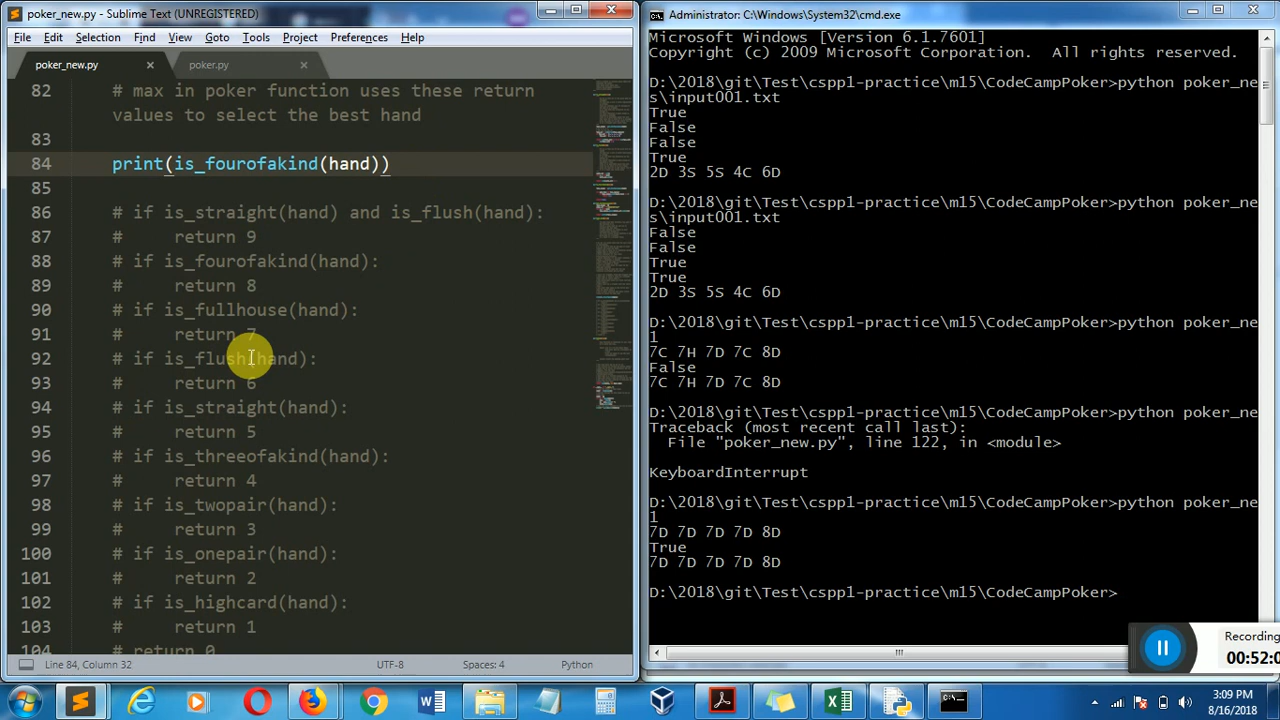 poker_new.py - Sublime Text (UNREGISTERED)
File Edit Selection Find View Goto Tools Project Preferences Help
poker_new.py
poker.py
82 # max in poker function uses these return
values to select the best hand
83
84 print(is_fourofakind(hand))
85
86 # if is_straight(hand) and is_flush(hand):
87 # return 9
88 # if is_fourofakind(hand):
89 # return 8
90 # if is_fullhouse(hand):
91 # return 7
92 # if is_flush(hand):
93 # return 6
94 # if is_straight(hand):
95 # return 5
96 # if is_threeofakind(hand):
97 # return 4
98 # if is_twopair(hand):
99 # return 3
100 # if is_onepair(hand):
101 # return 2
102 # if is_highcard(hand):
103 # return 1
104 # return 0
Line 84, Column 32
UTF-8
Spaces: 4
Python
Administrator: C:\Windows\System32\cmd.exe
Microsoft Windows [Version 6.1.7601]
Copyright (c) 2009 Microsoft Corporation. All rights reserved.
D:\2018\git\Test\cspp1-practice\m15\CodeCampPoker>python poker_ne
s\input001.txt
True
False
False
True
2D 3S 5S 4C 6D
D:\2018\git\Test\cspp1-practice\m15\CodeCampPoker>python poker_ne
s\input001.txt
False
False
True
True
2D 3S 5S 4C 6D
D:\2018\git\Test\cspp1-practice\m15\CodeCampPoker>python poker_ne
1
7C 7H 7D 7C 8D
False
7C 7H 7D 7C 8D
D:\2018\git\Test\cspp1-practice\m15\CodeCampPoker>python poker_ne
Traceback (most recent call last):
File "poker_new.py", line 122, in <module>
KeyboardInterrupt
D:\2018\git\Test\cspp1-practice\m15\CodeCampPoker>python poker_ne
1
7D 7D 7D 7D 8D
True
7D 7D 7D 7D 8D
D:\2018\git\Test\cspp1-practice\m15\CodeCampPoker>
Recording
00:52:0
3:09 PM
8/16/2018